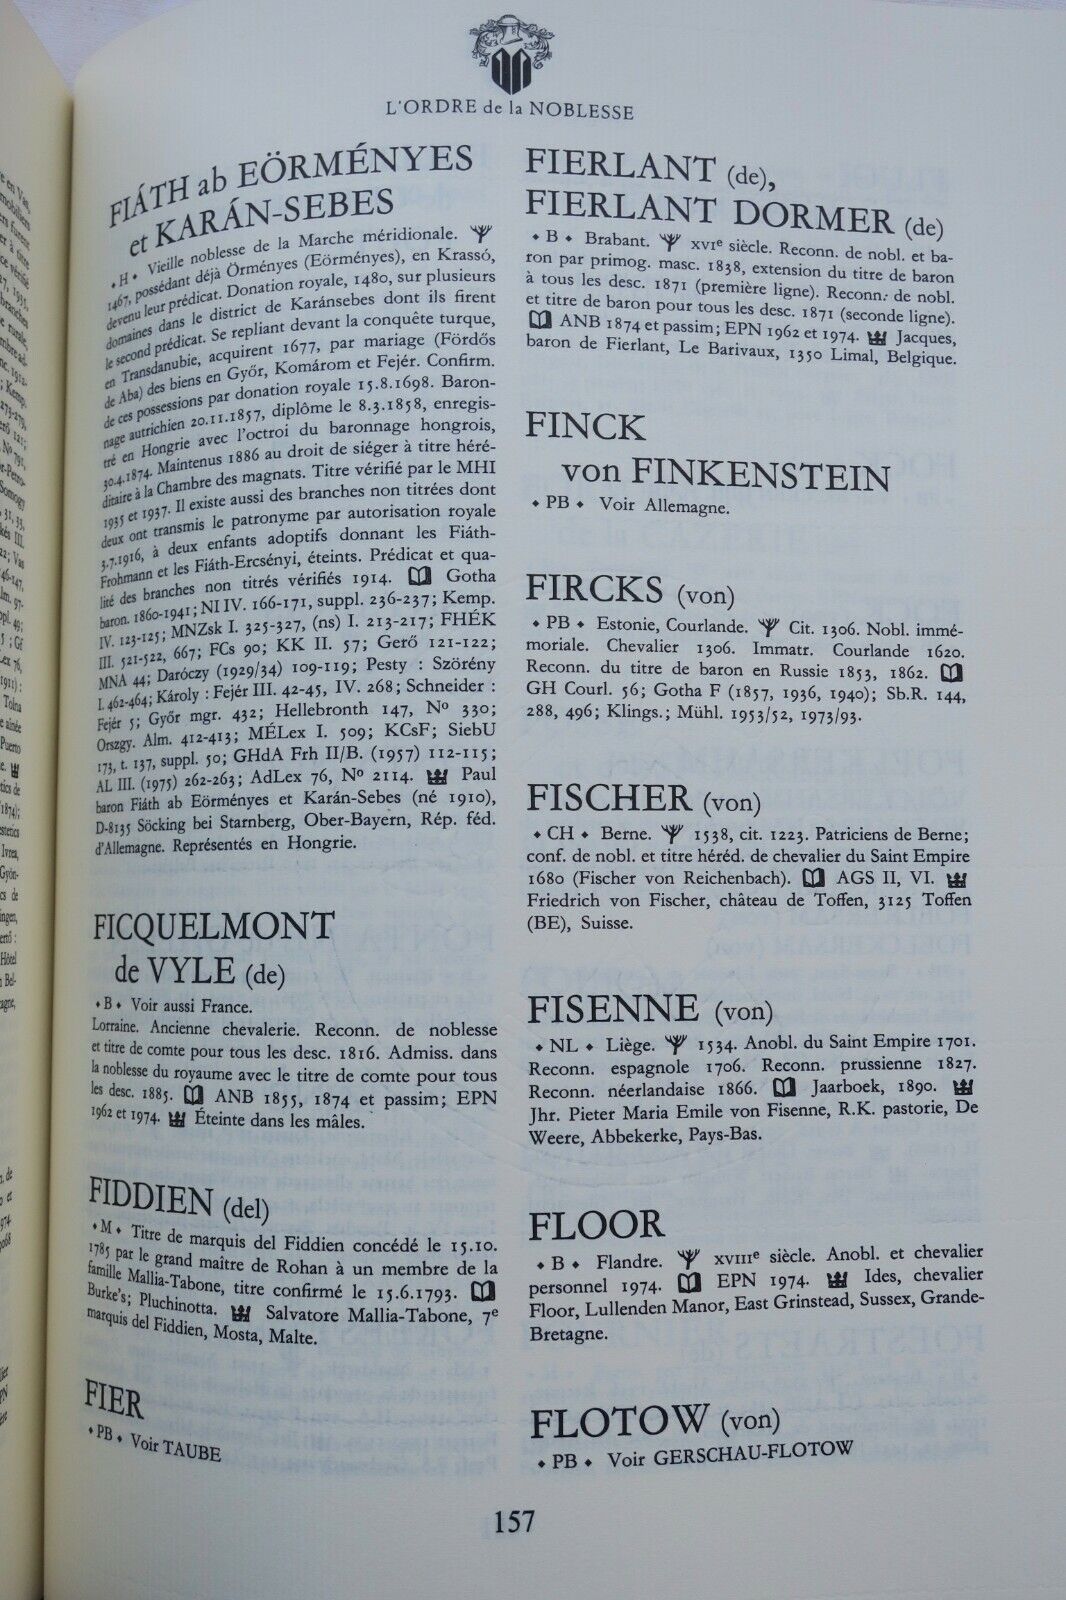 L'ORDRE de la NOBLESSE
FIÁTH ab EÖRMÉNYES
et KARÁN-SEBES
• H • Vieille noblesse de la Marche méridionale.
1467, possédant déjà Örményes (Eörményes), en Krassó,
devenu leur prédicat. Donation royale, 1480, sur plusieurs
domaines dans le district de Karánsebes dont ils firent
le second prédicat. Se repliant devant la conquête turque,
en Transdanubie, acquirent 1677, par mariage (Fördős
de Aba) des biens en Győr, Komárom et Fejér. Confirm.
de ces possessions par donation royale 15.8.1698. Baron-
nage autrichien 20.11.1857, diplôme le 8.3.1858, enregis-
tré en Hongrie avec l'octroi du baronnage hongrois,
30.4.1874. Maintenus 1886 au droit de siéger à titre héré-
ditaire à la Chambre des magnats. Titre vérifié par le MHI
1935 et 1937. Il existe aussi des branches non titrées dont
deux ont transmis le patronyme par autorisation royale
3.7.1916, à deux enfants adoptifs donnant les Fiáth-
Frohmann et les Fiáth-Ercsényi, éteints. Prédicat et qua-
lité des branches non titrés vérifiés 1914. Gotha
baron. 1860-1941; NI IV. 166-171, suppl. 236-237; Kemp.
IV. 123-125; MNZsk I. 325-327, (ns) I. 213-217; FHÉK
III. 521-522, 667; FCs 90; KK II. 57; Gerő 121-122;
MNA 44; Daróczy (1929/34) 109-119; Pesty : Szörény
I. 462-464; Károly : Fejér III. 42-45, IV. 268; Schneider :
Fejér 5; Győr mgr. 432; Hellebronth 147, N° 330;
Orszgy. Alm. 412-413; MÉLex I. 509; KCsF; SiebU
173, t. 137, suppl. 50; GHdA Frh II/B. (1957) 112-115;
AL III. (1975) 262-263; AdLex 76, N° 2114. Paul
baron Fiáth ab Eörményes et Karán-Sebes (né 1910),
D-8135 Söcking bei Starnberg, Ober-Bayern, Rép. féd.
d'Allemagne. Représentés en Hongrie.
FICQUELMONT
de VYLE (de)
• B • Voir aussi France.
Lorraine. Ancienne chevalerie. Reconn. de noblesse
et titre de comte pour tous les desc. 1816. Admiss. dans
la noblesse du royaume avec le titre de comte pour tous
les desc. 1885. ANB 1855, 1874 et passim; EPN
1962 et 1974. Éteinte dans les mâles.
FIDDIEN (del)
• M • Titre de marquis del Fiddien concédé le 15.10.
1785 par le grand maître de Rohan à un membre de la
famille Mallia-Tabone, titre confirmé le 15.6.1793.
Burke's; Pluchinotta. Salvatore Mallia-Tabone, 7e
marquis del Fiddien, Mosta, Malte.
FIER
• PB • Voir TAUBE
FIERLANT (de),
FIERLANT DORMER (de)
• B • Brabant. XVIe siècle. Reconn. de nobl. et ba-
ron par primog. masc. 1838, extension du titre de baron
à tous les desc. 1871 (première ligne). Reconn. de nobl.
et titre de baron pour tous les desc. 1871 (seconde ligne).
ANB 1874 et passim; EPN 1962 et 1974. Jacques,
baron de Fierlant, Le Barivaux, 1350 Limal, Belgique.
FINCK
von FINKENSTEIN
• PB • Voir Allemagne.
FIRCKS (von)
• PB • Estonie, Courlande. Cit. 1306. Nobl. immé-
moriale. Chevalier 1306. Immatr. Courlande 1620.
Reconn. du titre de baron en Russie 1853, 1862.
GH Courl. 56; Gotha F (1857, 1936, 1940); Sb.R. 144,
288, 496; Klings.; Mühl. 1953/52, 1973/93.
FISCHER (von)
• CH • Berne. 1538, cit. 1223. Patriciens de Berne;
conf. de nobl. et titre héréd. de chevalier du Saint Empire
1680 (Fischer von Reichenbach). AGS II, VI.
Friedrich von Fischer, château de Toffen, 3125 Toffen
(BE), Suisse.
FISENNE (von)
• NL • Liège. 1534. Anobl. du Saint Empire 1701.
Reconn. espagnole 1706. Reconn. prussienne 1827.
Reconn. néerlandaise 1866. Jaarboek, 1890.
Jhr. Pieter Maria Emile von Fisenne, R.K. pastorie, De
Weere, Abbekerke, Pays-Bas.
FLOOR
• B • Flandre. XVIIIe siècle. Anobl. et chevalier
personnel 1974. EPN 1974. Ides, chevalier
Floor, Lullenden Manor, East Grinstead, Sussex, Grande-
Bretagne.
FLOTOW (von)
• PB • Voir GERSCHAU-FLOTOW
157